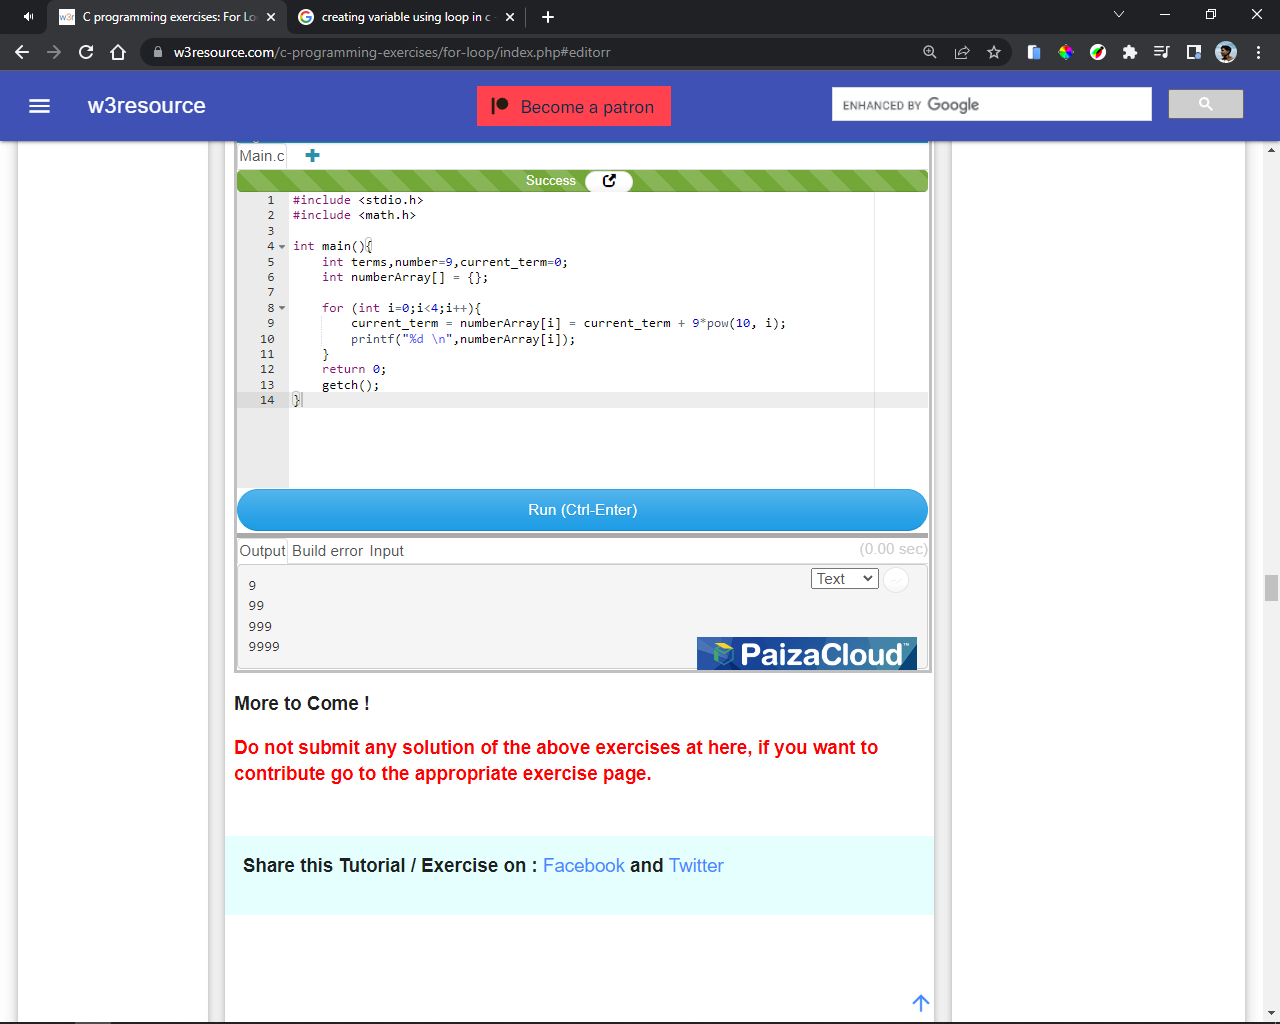 C programming exercises: For Lo
creating variable using loop in c -
w3resource.com/c-programming-exercises/for-loop/index.php#editorr
w3resource
Become a patron
ENHANCED BY Google
Main.c
Success
1 #include <stdio.h>
2 #include <math.h>
3
4 int main(){
5 int terms,number=9,current_term=0;
6 int numberArray[] = {};
7
8 for (int i=0;i<4;i++){
9 current_term = numberArray[i] = current_term + 9*pow(10, i);
10 printf("%d \n",numberArray[i]);
11 }
12 return 0;
13 getch();
14 }
Run (Ctrl-Enter)
Output Build error Input (0.00 sec)
Text
9
99
999
9999
PaizaCloud
More to Come !
Do not submit any solution of the above exercises at here, if you want to
contribute go to the appropriate exercise page.
Share this Tutorial / Exercise on : Facebook and Twitter